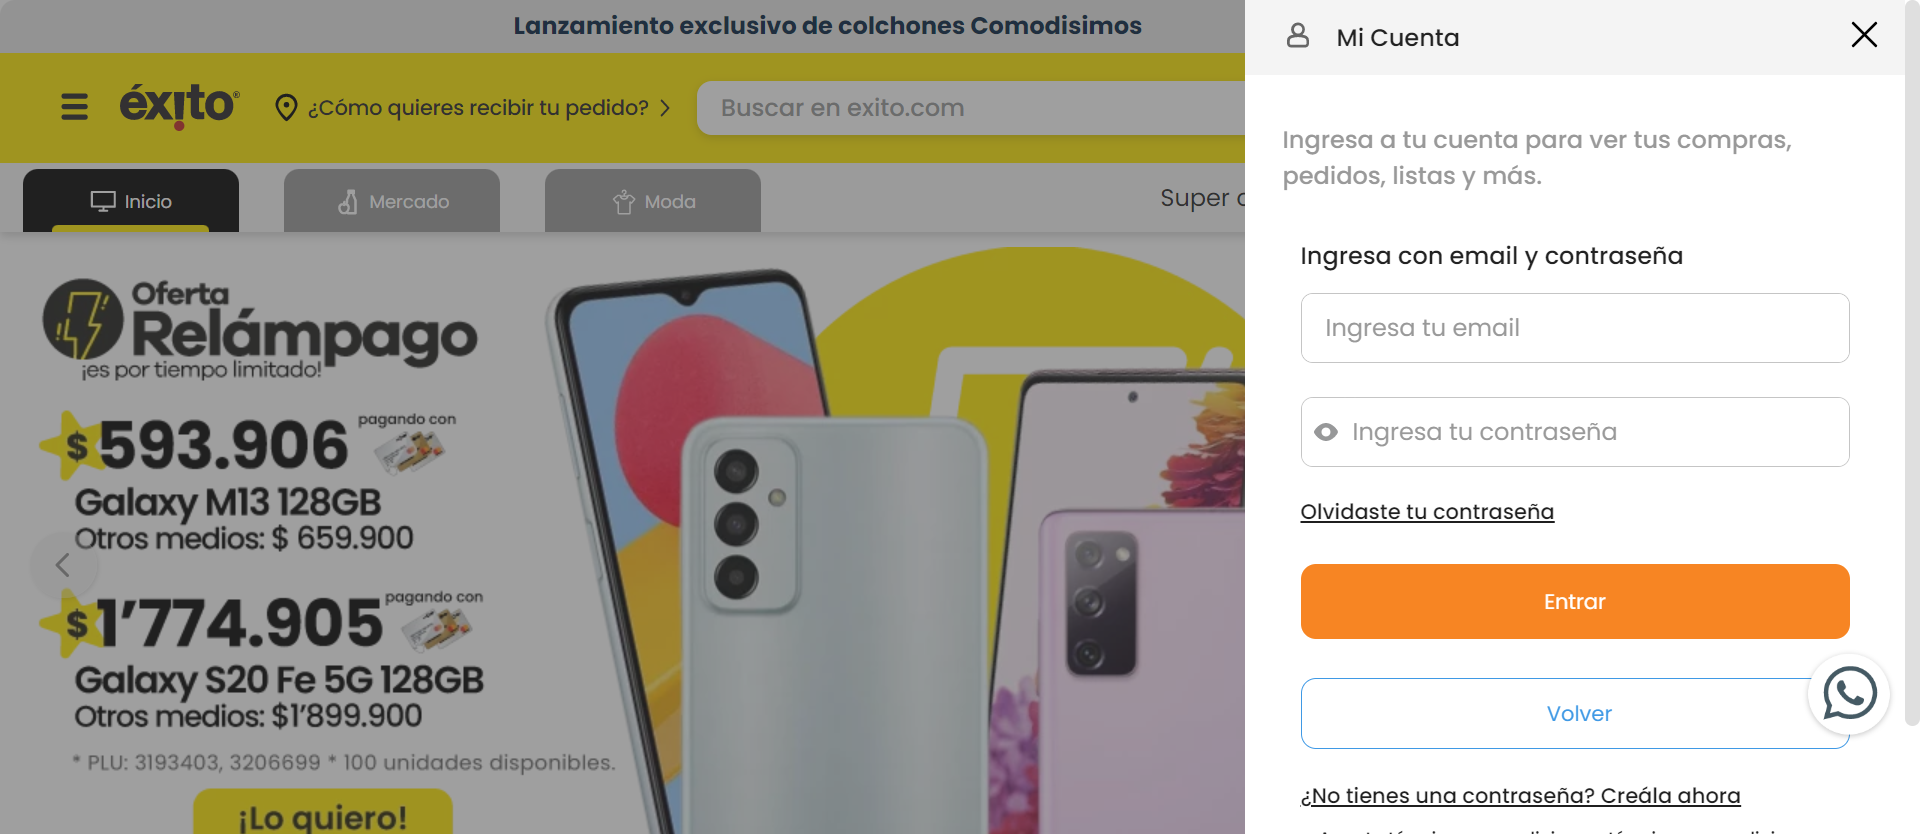 Lanzamiento exclusivo de colchones Comodisimos
éxito®
¿Cómo quieres recibir tu pedido?
Buscar en exito.com
Inicio
Mercado
Moda
Super
Oferta
Relámpago
¡es por tiempo limitado!
$593.906 pagando con
Galaxy M13 128GB
Otros medios: $ 659.900
$1’774.905 pagando con
Galaxy S20 Fe 5G 128GB
Otros medios: $1’899.900
* PLU: 3193403, 3206699 * 100 unidades disponibles.
¡Lo quiero!
Mi Cuenta
Ingresa a tu cuenta para ver tus compras,
pedidos, listas y más.
Ingresa con email y contraseña
Ingresa tu email
Ingresa tu contraseña
Olvidaste tu contraseña
Entrar
Volver
¿No tienes una contraseña? Creála ahora